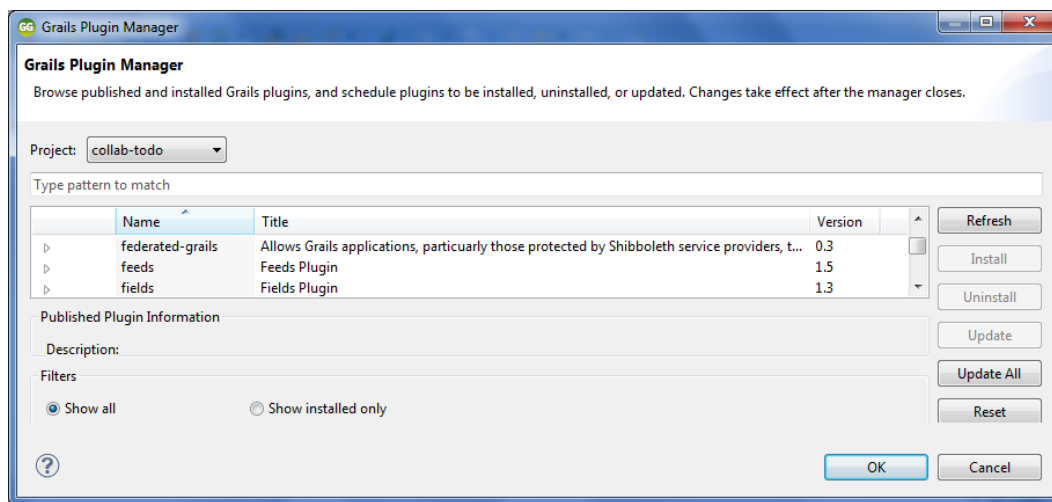 GG Grails Plugin Manager
Grails Plugin Manager
Browse published and installed Grails plugins, and schedule plugins to be installed, uninstalled, or updated. Changes take effect after the manager closes.
Project: collab-todo
Type pattern to match
Name Title Version
federated-grails Allows Grails applications, particuarly those protected by Shibboleth service providers, t... 0.3
feeds Feeds Plugin 1.5
fields Fields Plugin 1.3
Refresh
Install
Uninstall
Update
Update All
Reset
Published Plugin Information
Description:
Filters
Show all Show installed only
? OK Cancel